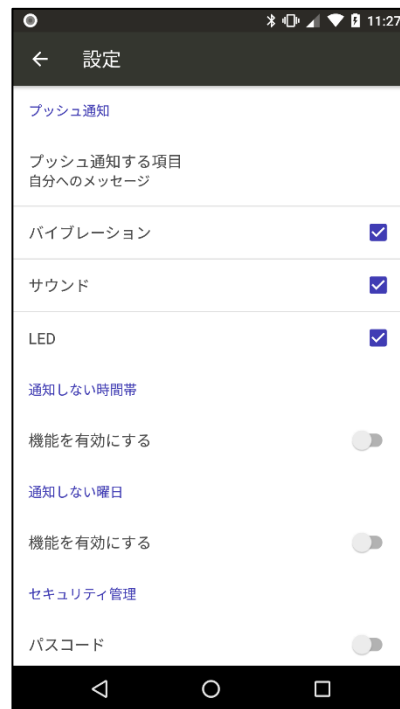 11:27
設定
プッシュ通知
プッシュ通知する項目
自分へのメッセージ
バイブレーション
サウンド
LED
通知しない時間帯
機能を有効にする
通知しない曜日
機能を有効にする
セキュリティ管理
パスコード